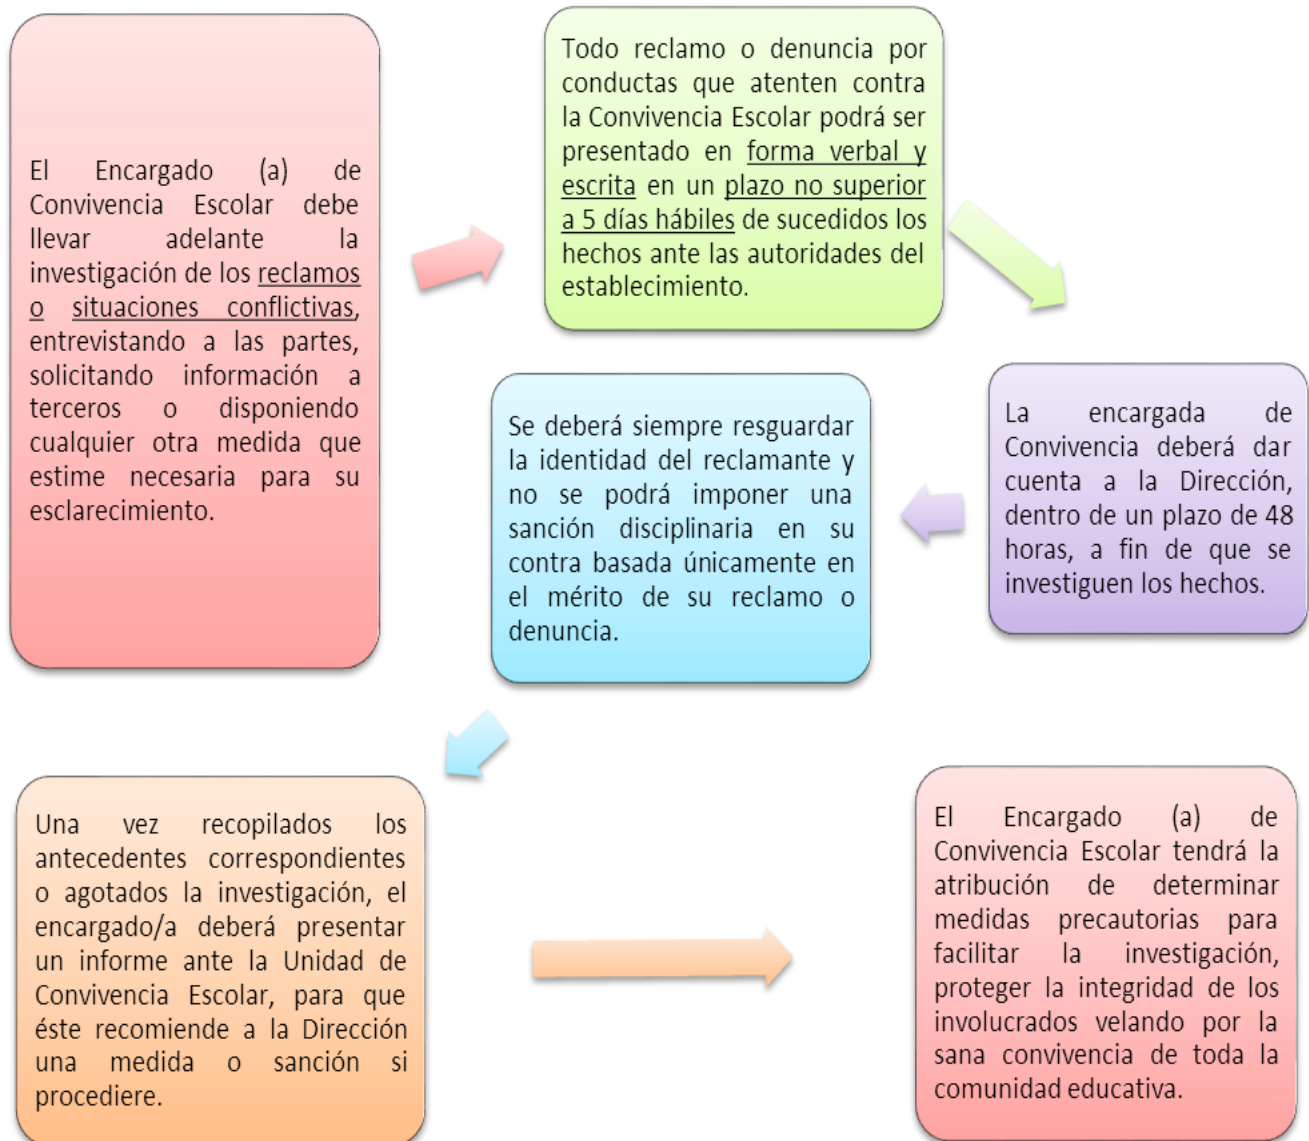 El Encargado (a) de
Convivencia Escolar debe
llevar adelante la
investigación de los reclamos
o situaciones conflictivas,
entrevistando a las partes,
solicitando información a
terceros o disponiendo
cualquier otra medida que
estime necesaria para su
esclarecimiento.
Todo reclamo o denuncia por
conductas que atenten contra
la Convivencia Escolar podrá ser
presentado en forma verbal y
escrita en un plazo no superior
a 5 días hábiles de sucedidos los
hechos ante las autoridades del
establecimiento.
La encargada de
Convivencia deberá dar
cuenta a la Dirección,
dentro de un plazo de 48
horas, a fin de que se
investiguen los hechos.
Se deberá siempre resguardar
la identidad del reclamante y
no se podrá imponer una
sanción disciplinaria en su
contra basada únicamente en
el mérito de su reclamo o
denuncia.
Una vez recopilados los
antecedentes correspondientes
o agotados la investigación, el
encargado/a deberá presentar
un informe ante la Unidad de
Convivencia Escolar, para que
éste recomiende a la Dirección
una medida o sanción si
procediere.
El Encargado (a) de
Convivencia Escolar tendrá la
atribución de determinar
medidas precautorias para
facilitar la investigación,
proteger la integridad de los
involucrados velando por la
sana convivencia de toda la
comunidad educativa.